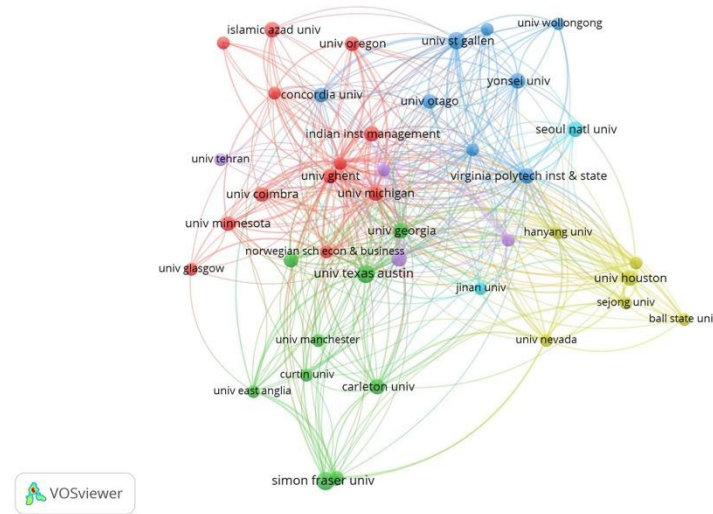 univ wollongong
islamic azad univ
univ oregon
univ st gallen
yonsei univ
concordia univ
univ otago
indian inst management
seoul natl univ
univ tehran
univ ghent
virginia polytech inst & state
univ coimbra
univ michigan
univ minnesota
univ georgia
hanyang univ
norwegian sch econ & business
univ glasgow
univ texas austin
univ houston
jinan univ
sejong univ
ball state univ
univ manchester
univ nevada
curtin univ
univ east anglia
carleton univ
simon fraser univ
VOSviewer